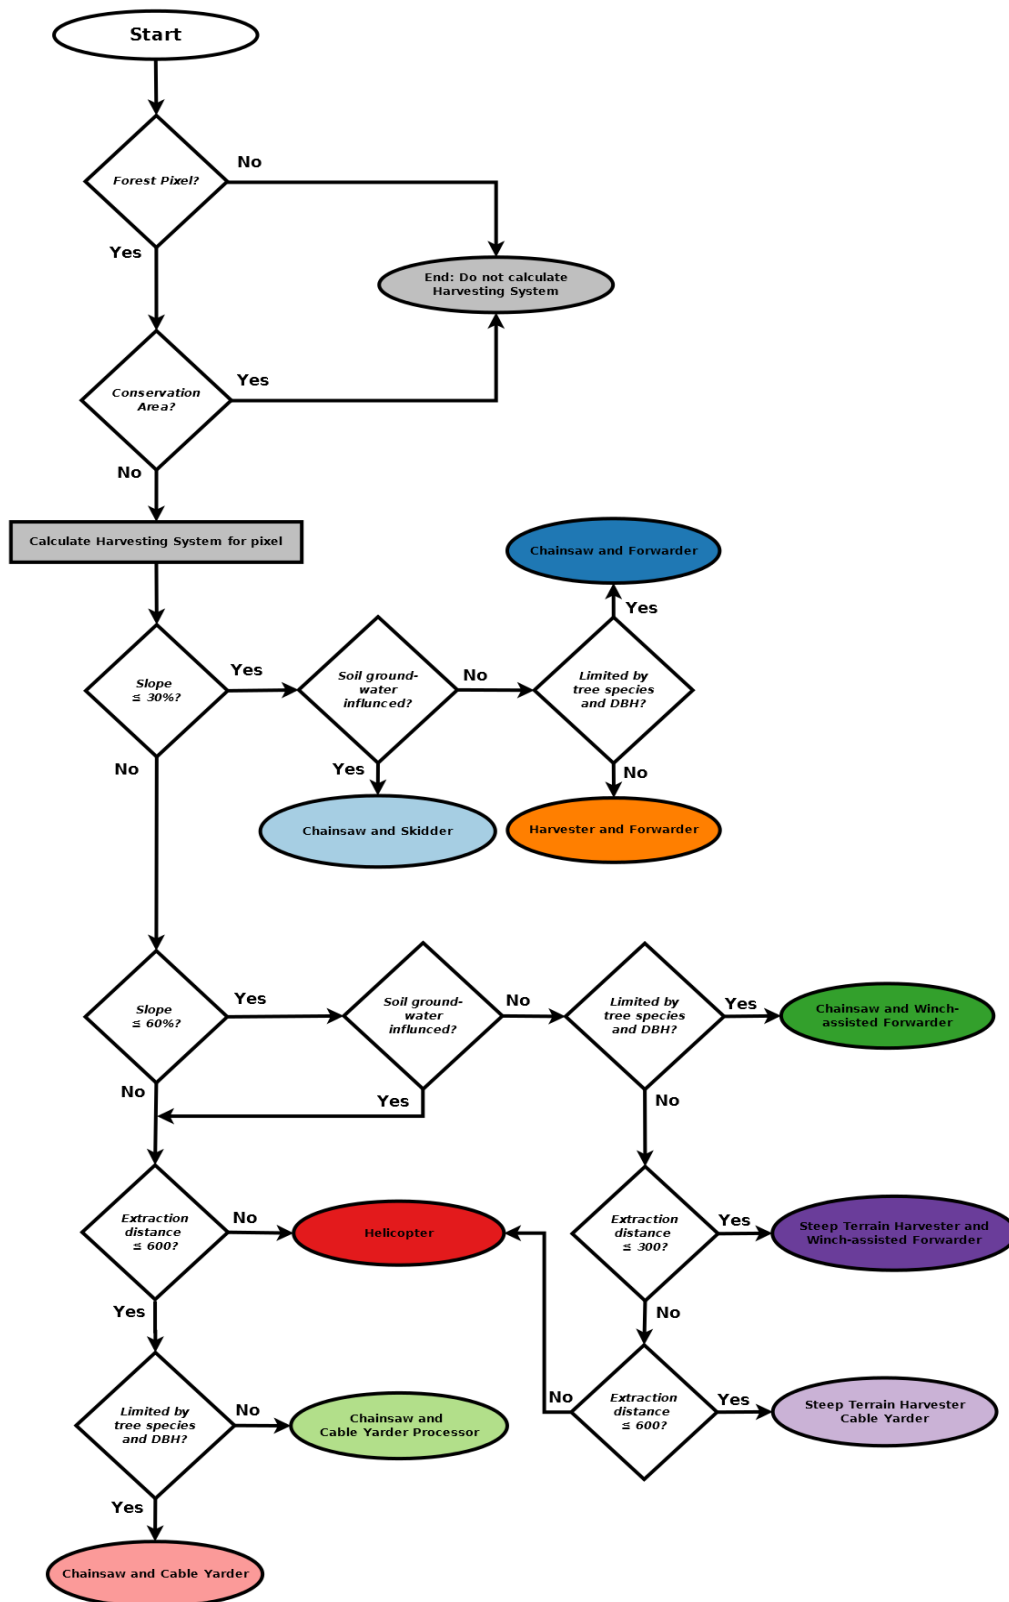 Start
Forest Pixel?
No
Yes
End: Do not calculate
Harvesting System
Conservation
Area?
Yes
No
Calculate Harvesting System for pixel
Chainsaw and Forwarder
Yes
Slope
≤ 30%?
Yes
Soil ground-
water
influnced?
No
Limited by
tree species
and DBH?
No
Yes
No
Chainsaw and Skidder
Harvester and Forwarder
Slope
≤ 60%?
Yes
Soil ground-
water
influnced?
No
Limited by
tree species
and DBH?
Yes
Chainsaw and Winch-
assisted Forwarder
No
Yes
No
Extraction
distance
≤ 600?
No
Helicopter
Extraction
distance
≤ 300?
Yes
Steep Terrain Harvester and
Winch-assisted Forwarder
Yes
No
Limited by
tree species
and DBH?
No
Chainsaw and
Cable Yarder Processor
No
Extraction
distance
≤ 600?
Yes
Steep Terrain Harvester
Cable Yarder
Yes
Chainsaw and Cable Yarder